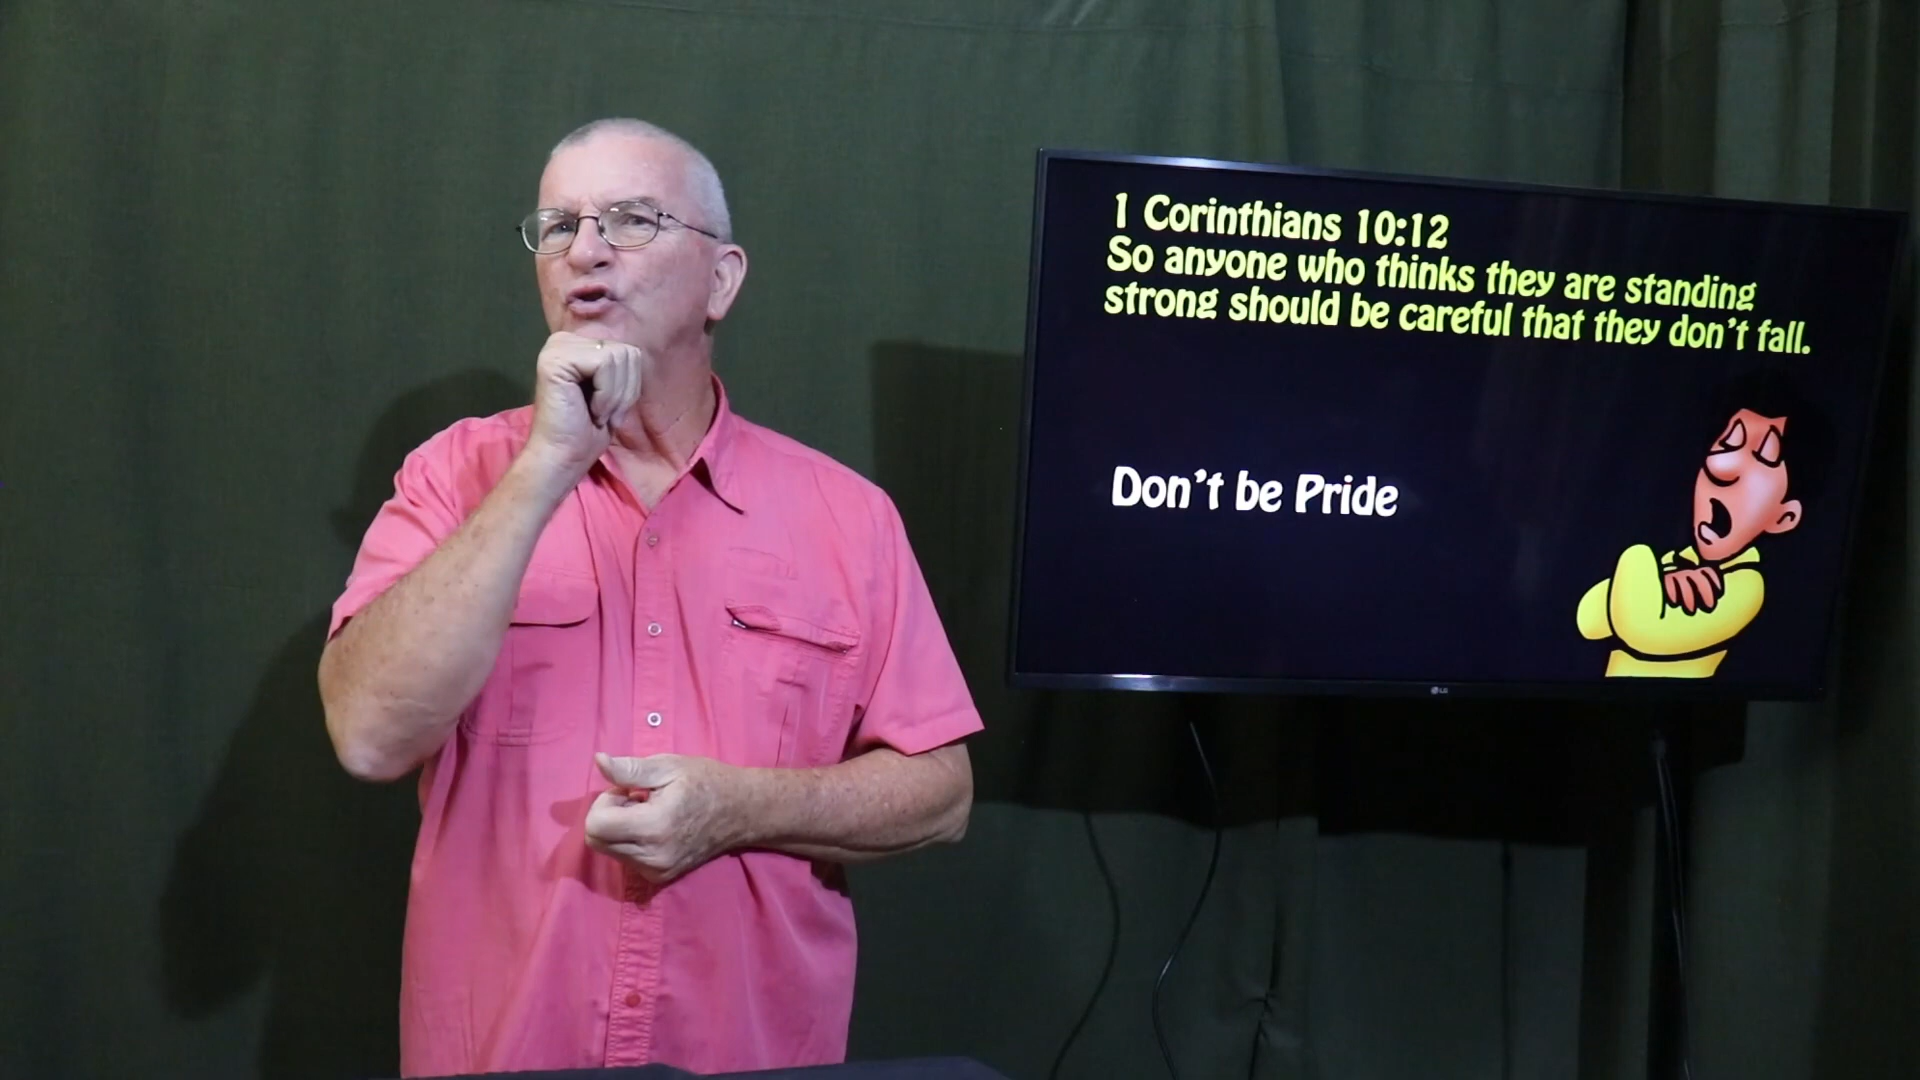 1 Corinthians 10:12
So anyone who thinks they are standing
strong should be careful that they don't fall.
Don't be Pride
LG